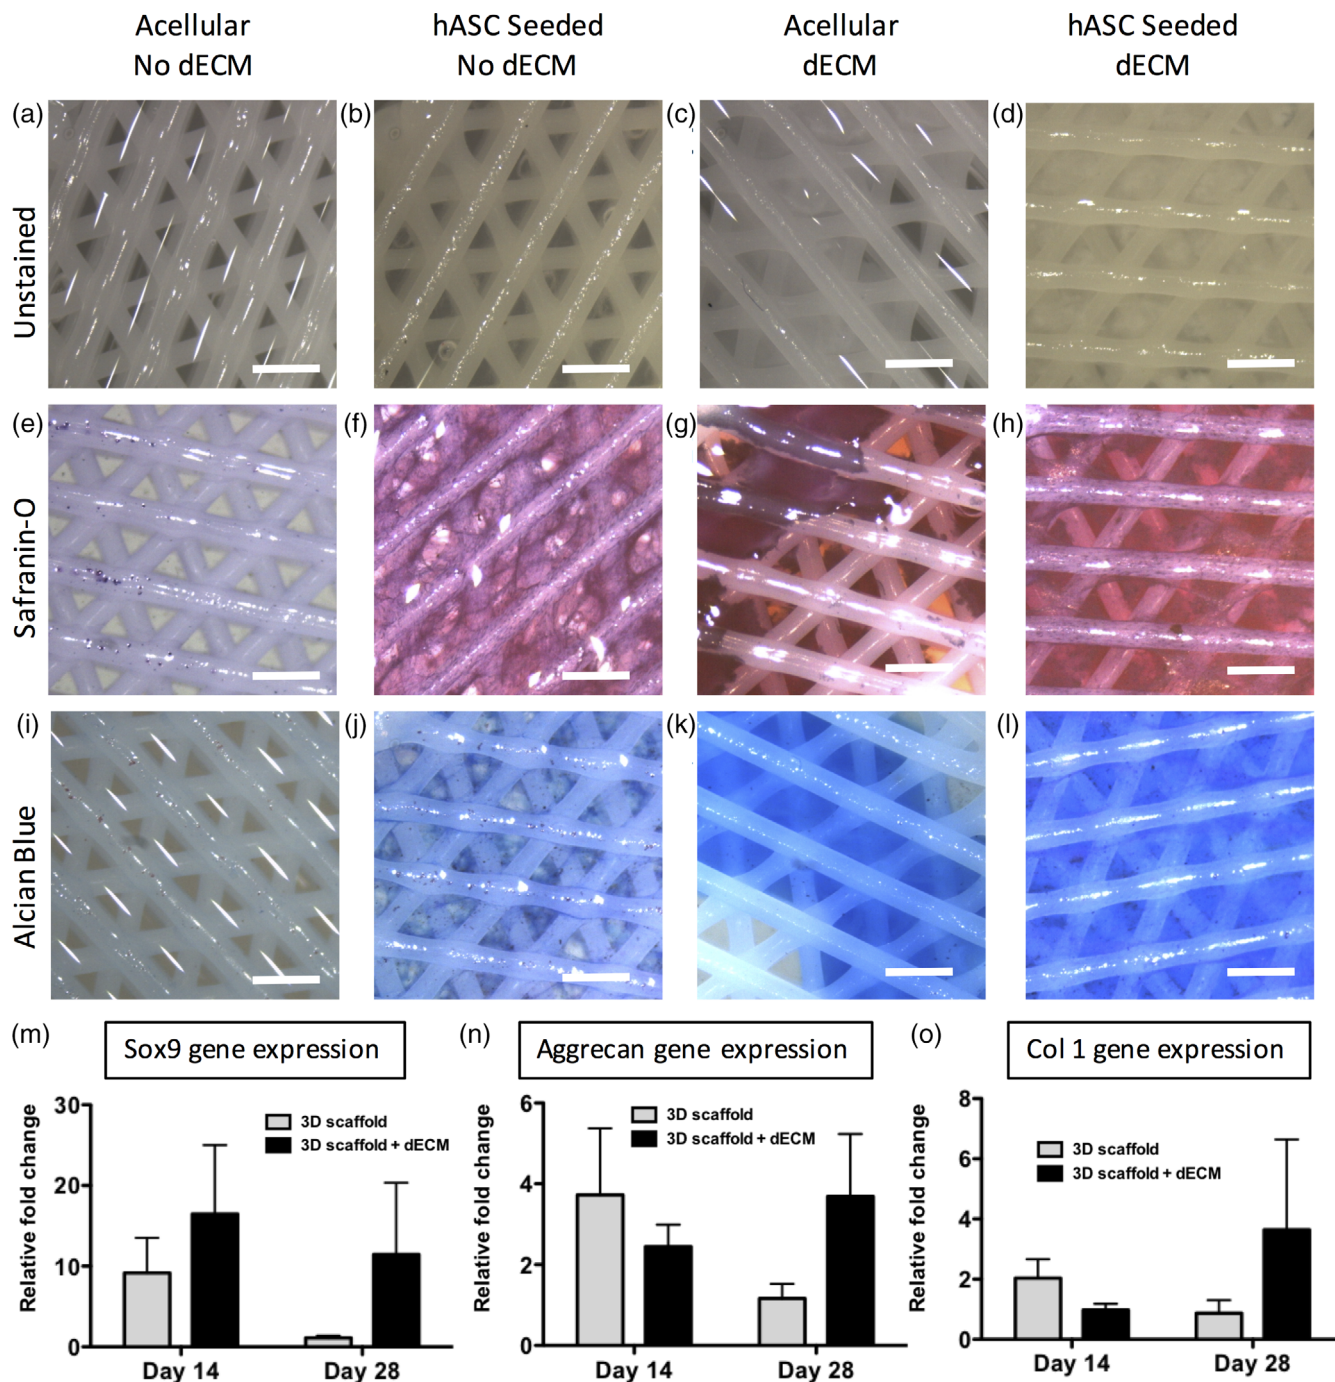 Acellular
No dECM
hASC Seeded
No dECM
Acellular
dECM
hASC Seeded
dECM
Unstained
(a)
(b)
(c)
(d)
Safranin-O
(e)
(f)
(g)
(h)
Alcian Blue
(i)
(j)
(k)
(l)
(m)
Sox9 gene expression
Relative fold change
30
20
10
0
3D scaffold
3D scaffold + dECM
Day 14
Day 28
(n)
Aggrecan gene expression
Relative fold change
6
4
2
0
3D scaffold
3D scaffold + dECM
Day 14
Day 28
(o)
Col 1 gene expression
Relative fold change
8
6
4
2
0
3D scaffold
3D scaffold + dECM
Day 14
Day 28